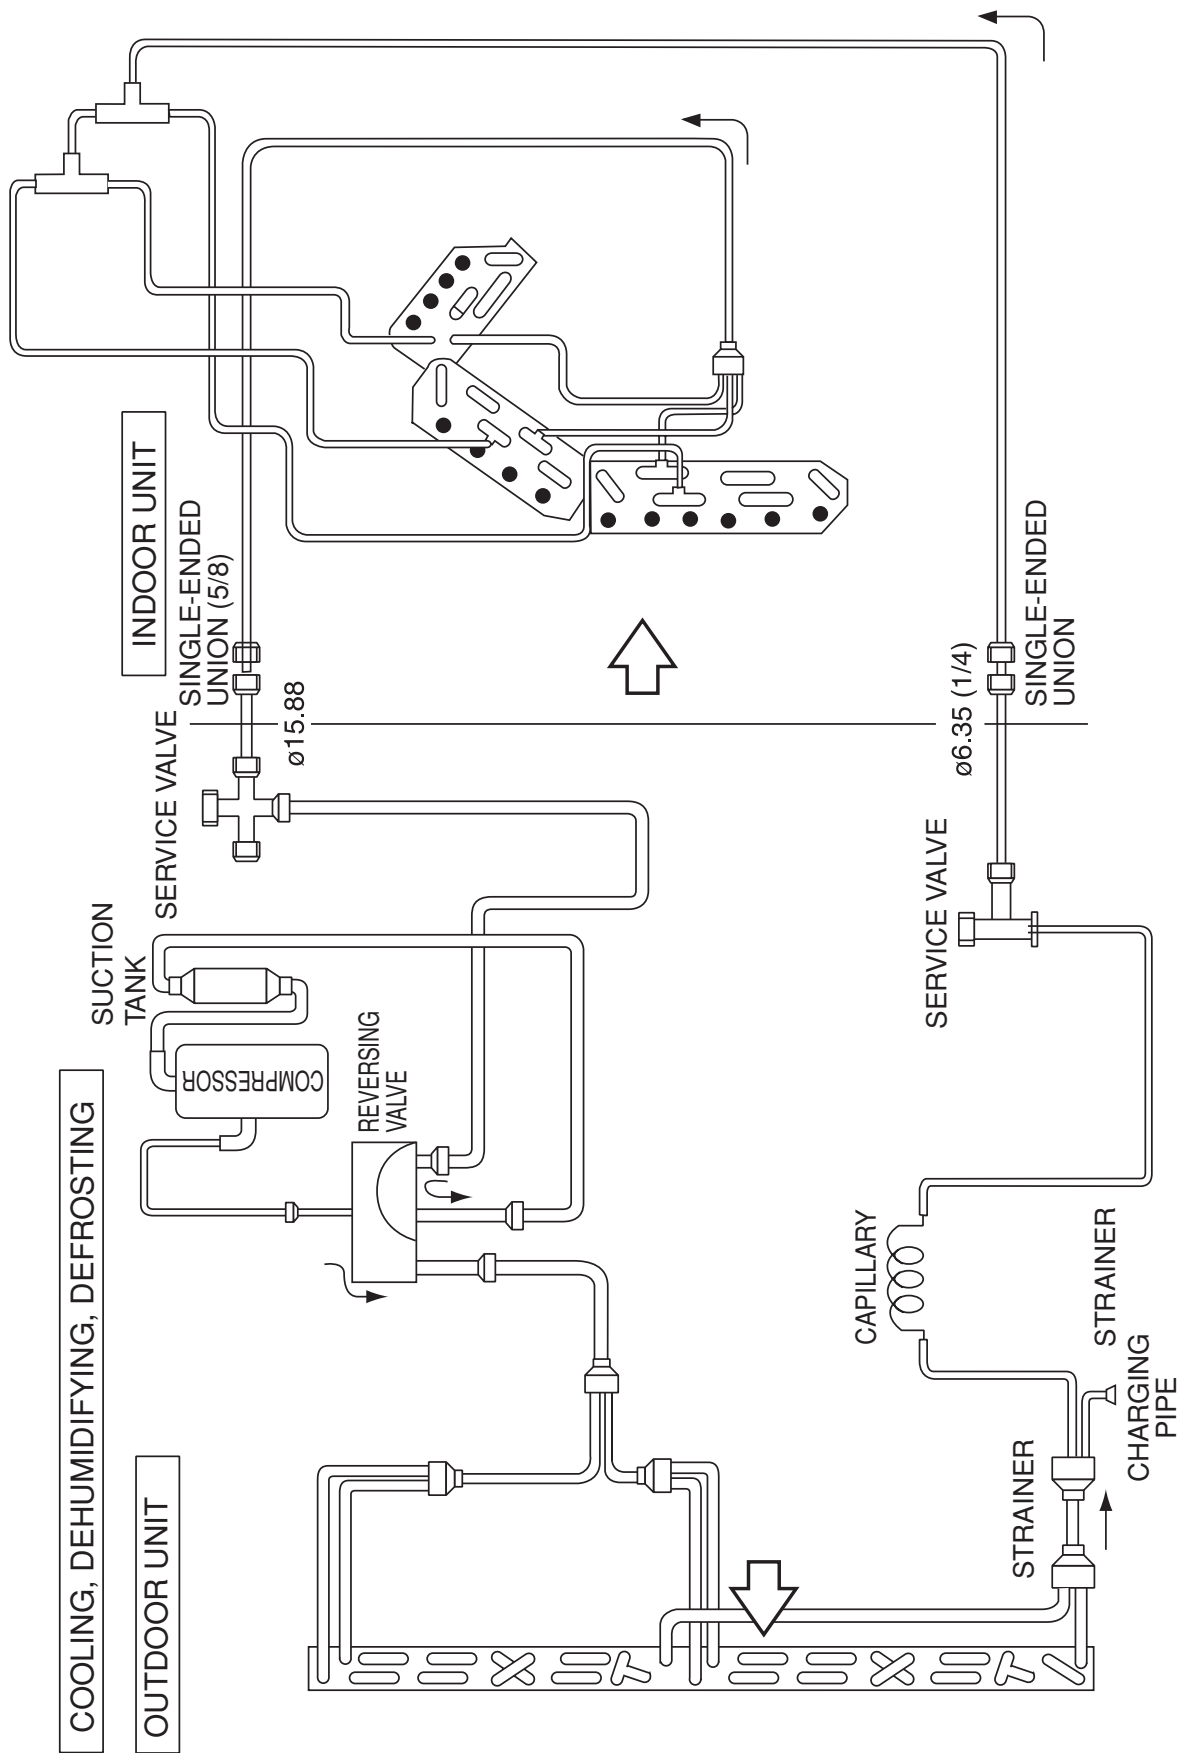 COOLING, DEHUMIDIFYING, DEFROSTING
OUTDOOR UNIT
INDOOR UNIT
SUCTION
TANK
SERVICE VALVE
SINGLE-ENDED
UNION (5/8)
COMPRESSOR
ø15.88
REVERSING
VALVE
CAPILLARY
SERVICE VALVE
ø6.35 (1/4)
SINGLE-ENDED
UNION
STRAINER
STRAINER
CHARGING
PIPE